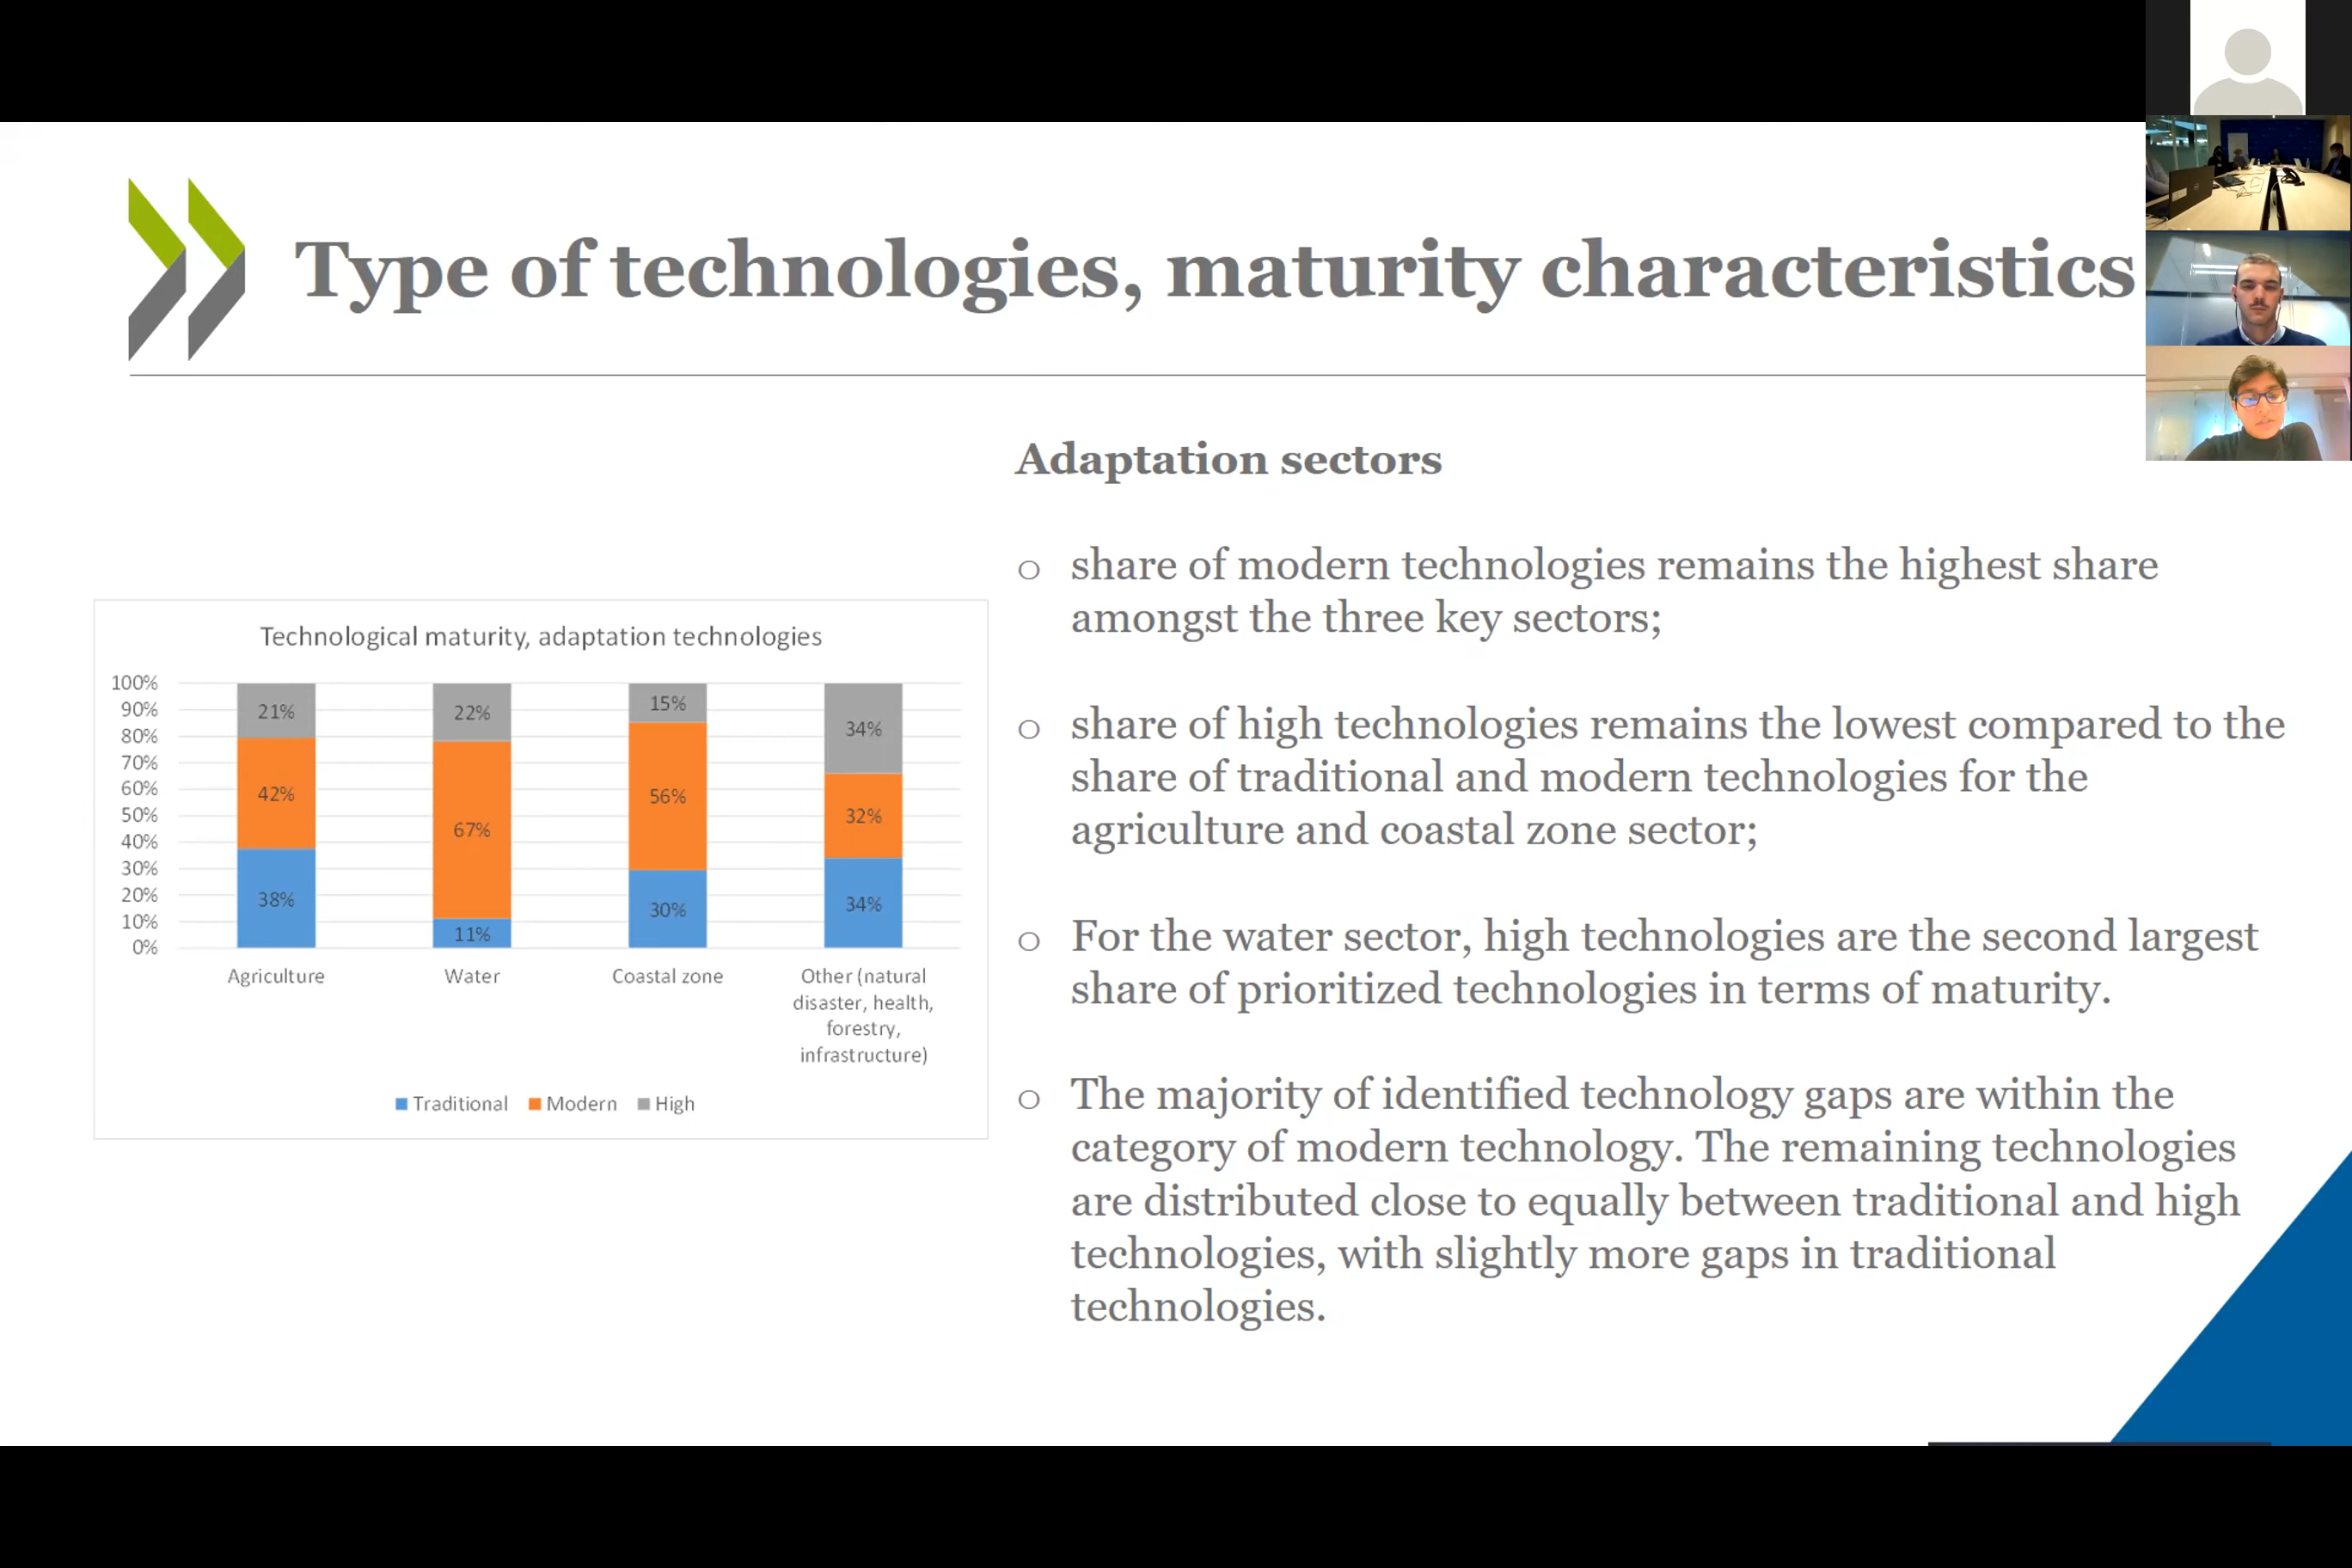 Type of technologies, maturity characteristics
Adaptation sectors
○ share of modern technologies remains the highest share
amongst the three key sectors;
○ share of high technologies remains the lowest compared to the
share of traditional and modern technologies for the
agriculture and coastal zone sector;
○ For the water sector, high technologies are the second largest
share of prioritized technologies in terms of maturity.
○ The majority of identified technology gaps are within the
category of modern technology. The remaining technologies
are distributed close to equally between traditional and high
technologies, with slightly more gaps in traditional
technologies.
Technological maturity, adaptation technologies
100%
90%
80%
70%
60%
50%
40%
30%
20%
10%
0%
21%
42%
38%
22%
67%
11%
15%
56%
30%
34%
32%
34%
Agriculture
Water
Coastal zone
Other (natural
disaster, health,
forestry,
infrastructure)
Traditional Modern High